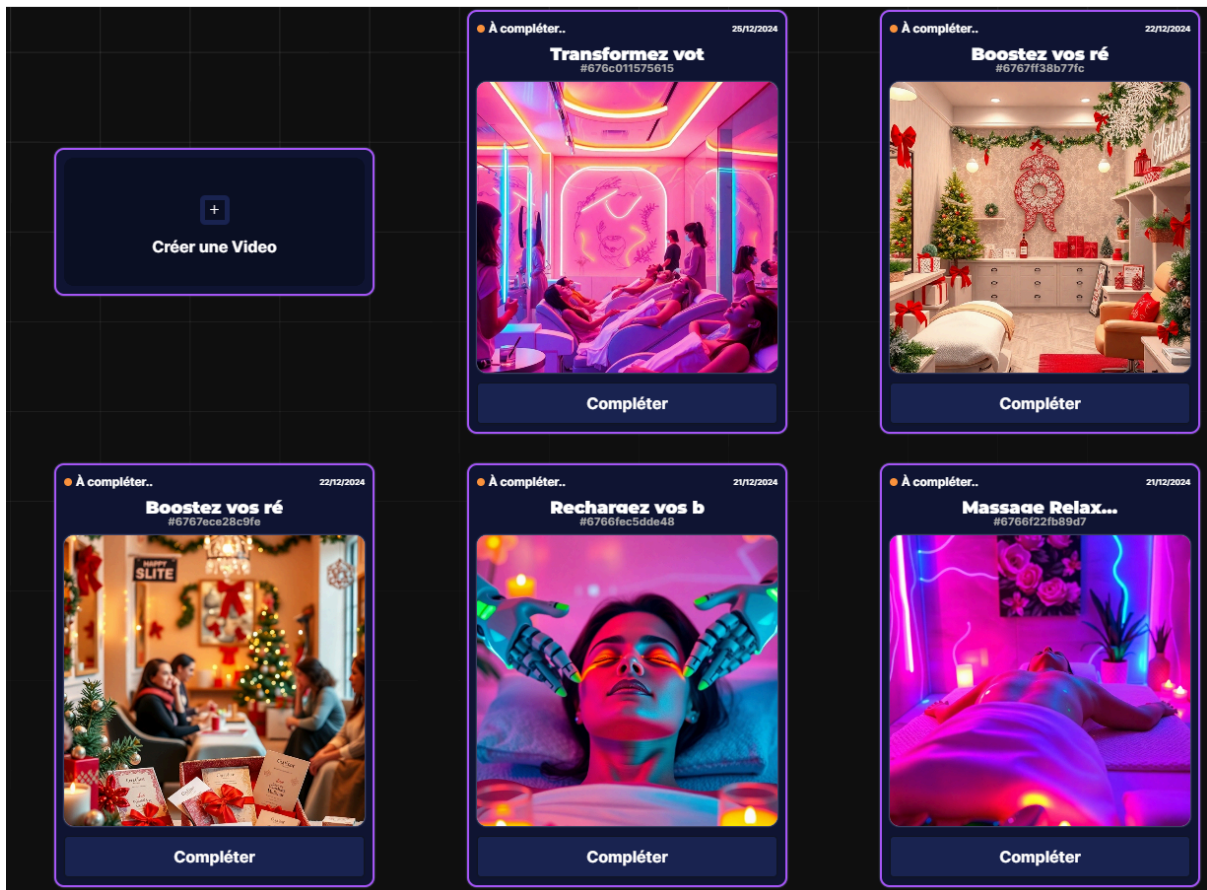 À compléter..
25/12/2024
Transformez vot
#676c011575615
Compléter
À compléter..
22/12/2024
Boostez vos ré
#6767ff38b77fc
Compléter
+
Créer une Video
À compléter..
22/12/2024
Boostez vos ré
#6767ece28c9fe
HAPPY
SLITE
Compléter
À compléter..
21/12/2024
Rechargez vos b
#6766fec5dde48
Compléter
À compléter..
21/12/2024
Massage Relax...
#6766f22fb89d7
Compléter